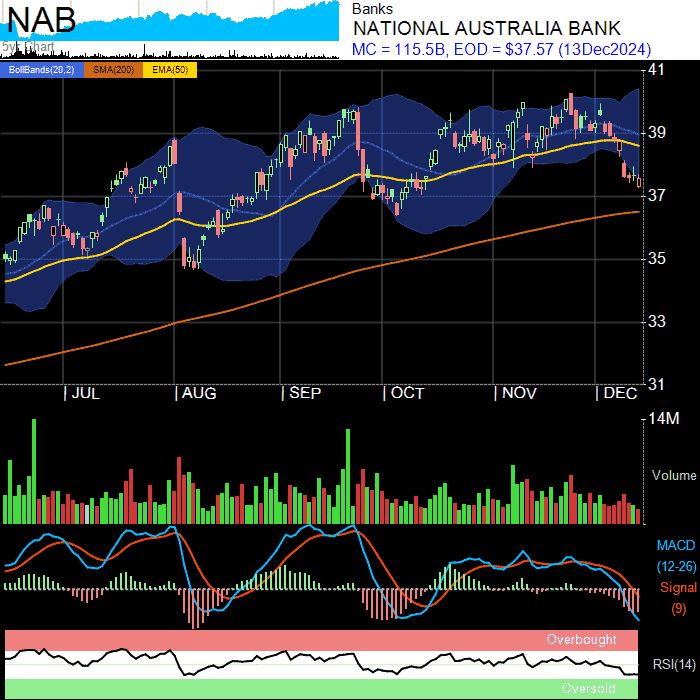 NAB
Banks
NATIONAL AUSTRALIA BANK
5yr Chart
MC = 115.5B, EOD = $37.57 (13Dec2024)
BollBands(20,2) SMA(200) EMA(50)
41
39
37
35
33
31
JUL AUG SEP OCT NOV DEC
14M
Volume
MACD
(12-26)
Signal
(9)
Overbought
RSI(14)
Oversold